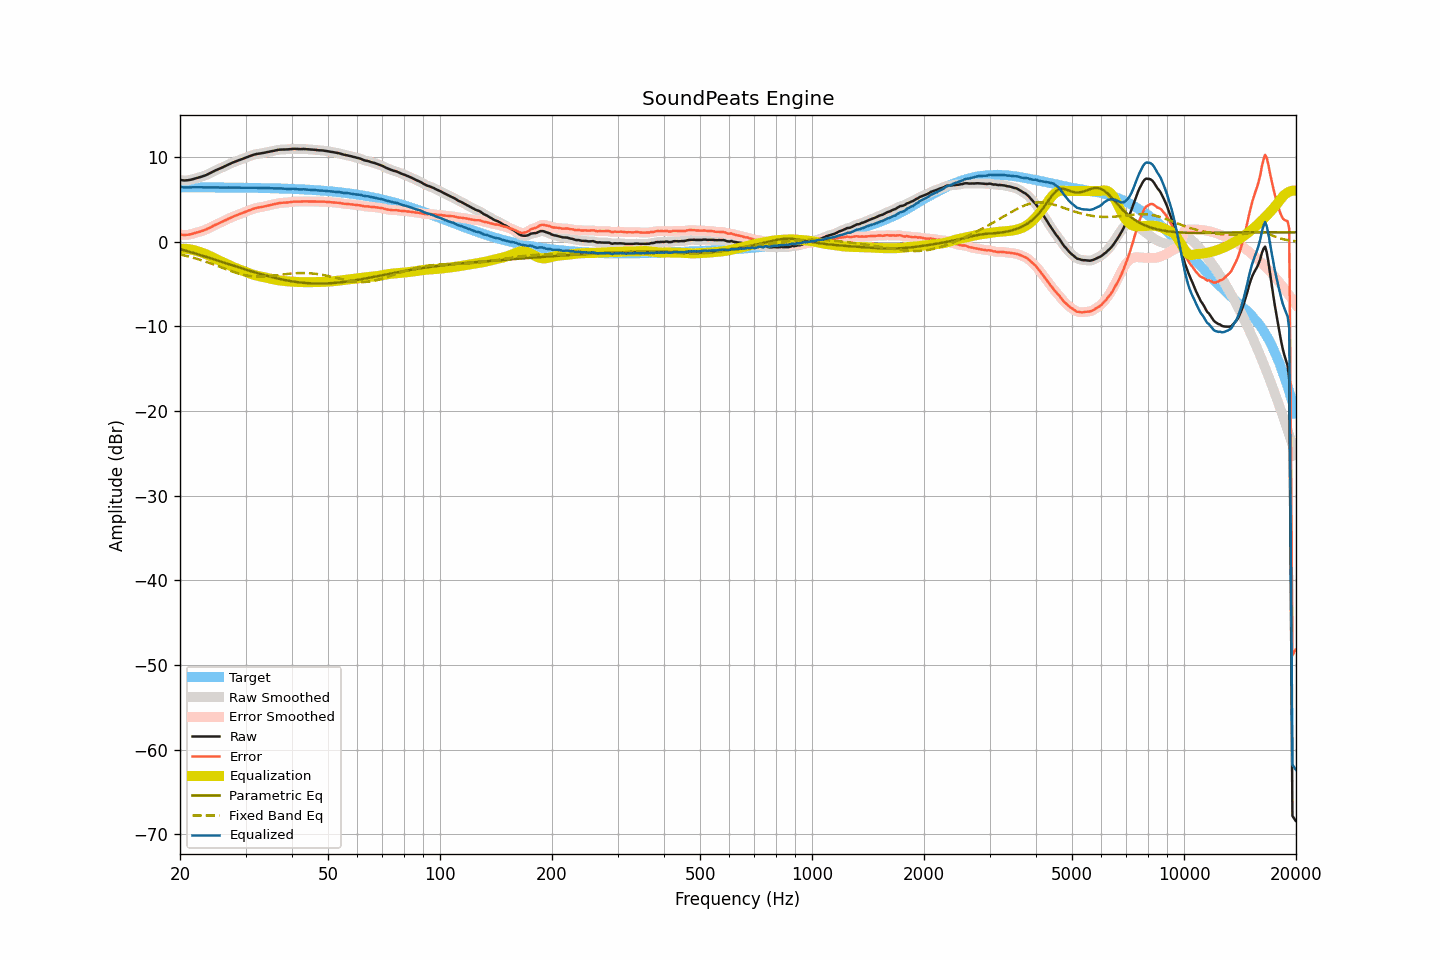 SoundPeats Engine
10
0
−10
−20
−30
−40
−50
−60
−70
Amplitude (dBr)
Target
Raw Smoothed
Error Smoothed
Raw
Error
Equalization
Parametric Eq
Fixed Band Eq
Equalized
20 50 100 200 500 1000 2000 5000 10000 20000
Frequency (Hz)